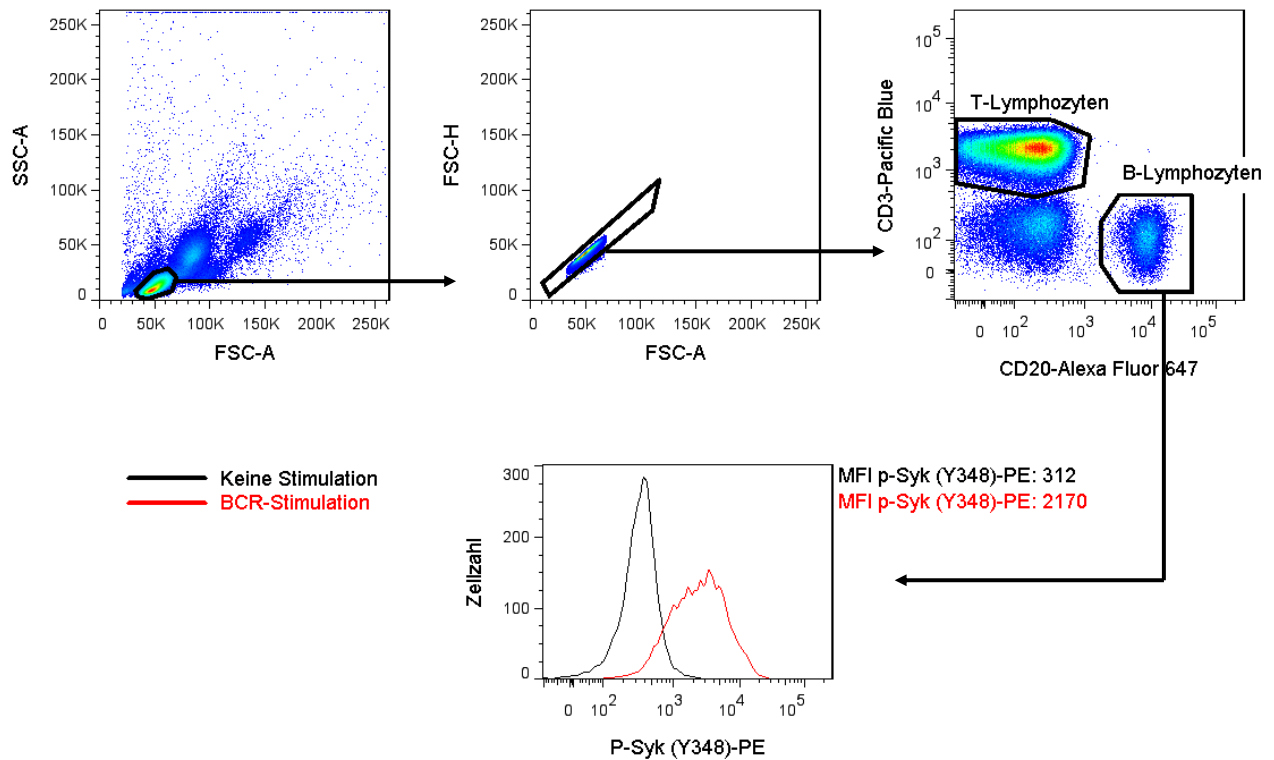 250K
200K
150K
100K
50K
0
SSC-A
0 50K 100K 150K 200K 250K
FSC-A
250K
200K
150K
100K
50K
0
FSC-H
0 50K 100K 150K 200K 250K
FSC-A
10^5
10^4
10^3
10^2
0
CD3-Pacific Blue
T-Lymphozyten
B-Lymphozyten
0 10^2 10^3 10^4 10^5
CD20-Alexa Fluor 647
Keine Stimulation
BCR-Stimulation
300
200
100
0
Zellzahl
0 10^2 10^3 10^4 10^5
P-Syk (Y348)-PE
MFI p-Syk (Y348)-PE: 312
MFI p-Syk (Y348)-PE: 2170